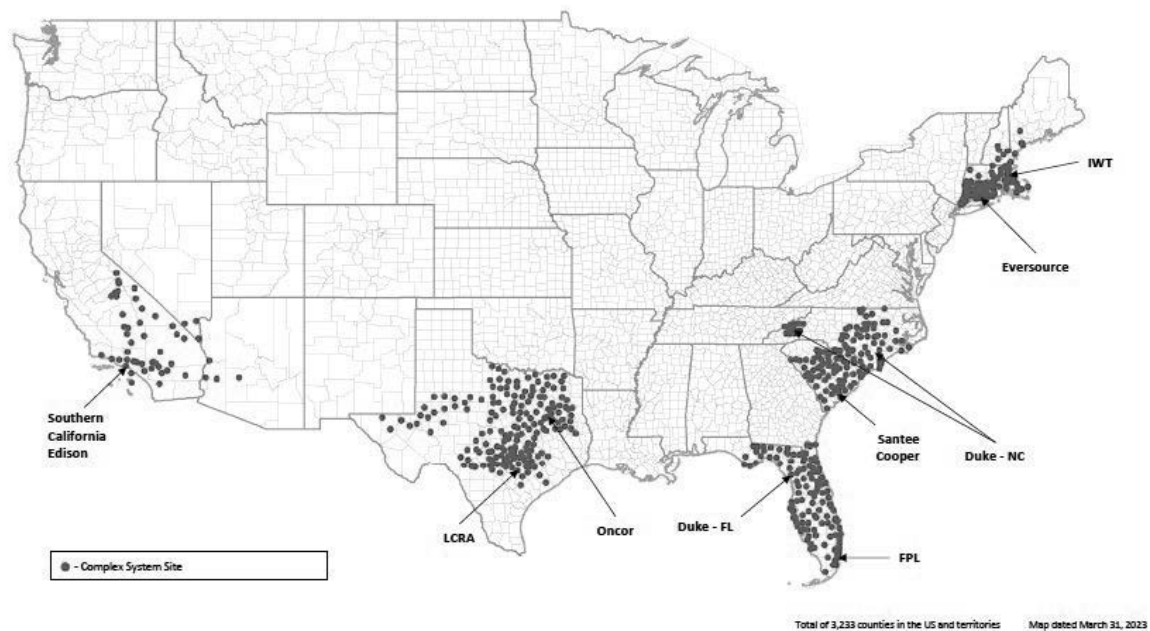 IWT
Eversource
Southern
California
Edison
Santee
Cooper
Duke - NC
LCRA
Oncor
Duke - FL
FPL
- Complex System Site
Total of 3,233 counties in the US and territories Map dated March 31, 2023